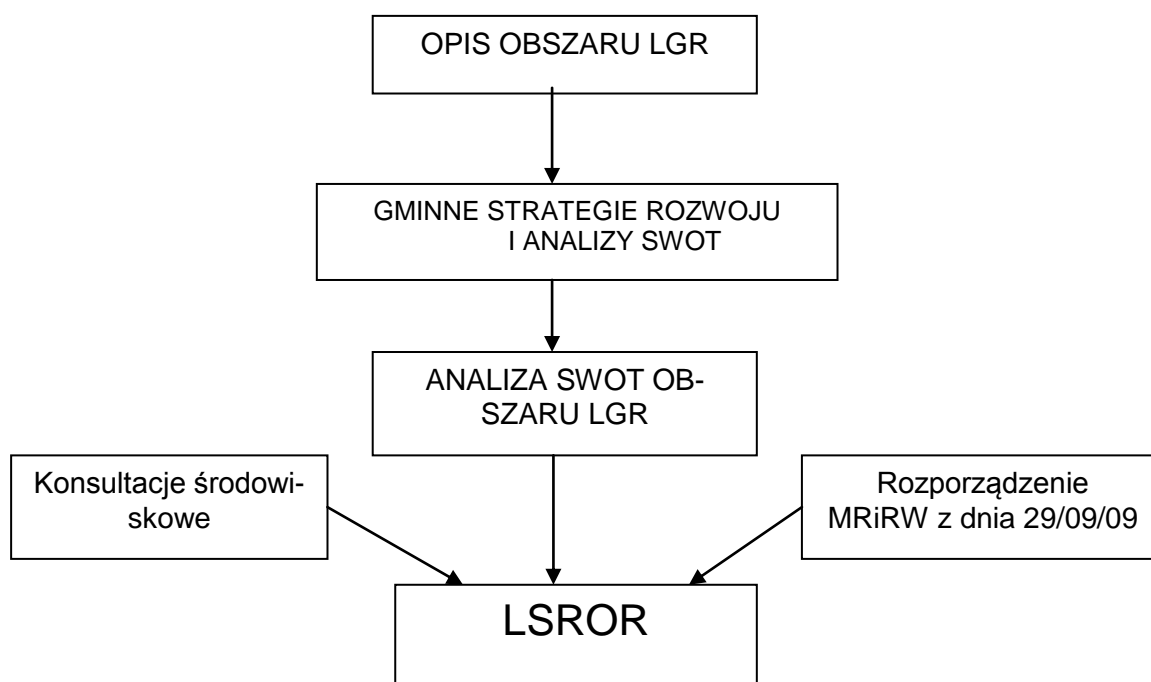 OPIS OBSZARU LGR
GMINNE STRATEGIE ROZWOJU
I ANALIZY SWOT
ANALIZA SWOT OB-
SZARU LGR
Konsultacje środowi-
skowe
Rozporządzenie
MRiRW z dnia 29/09/09
LSROR